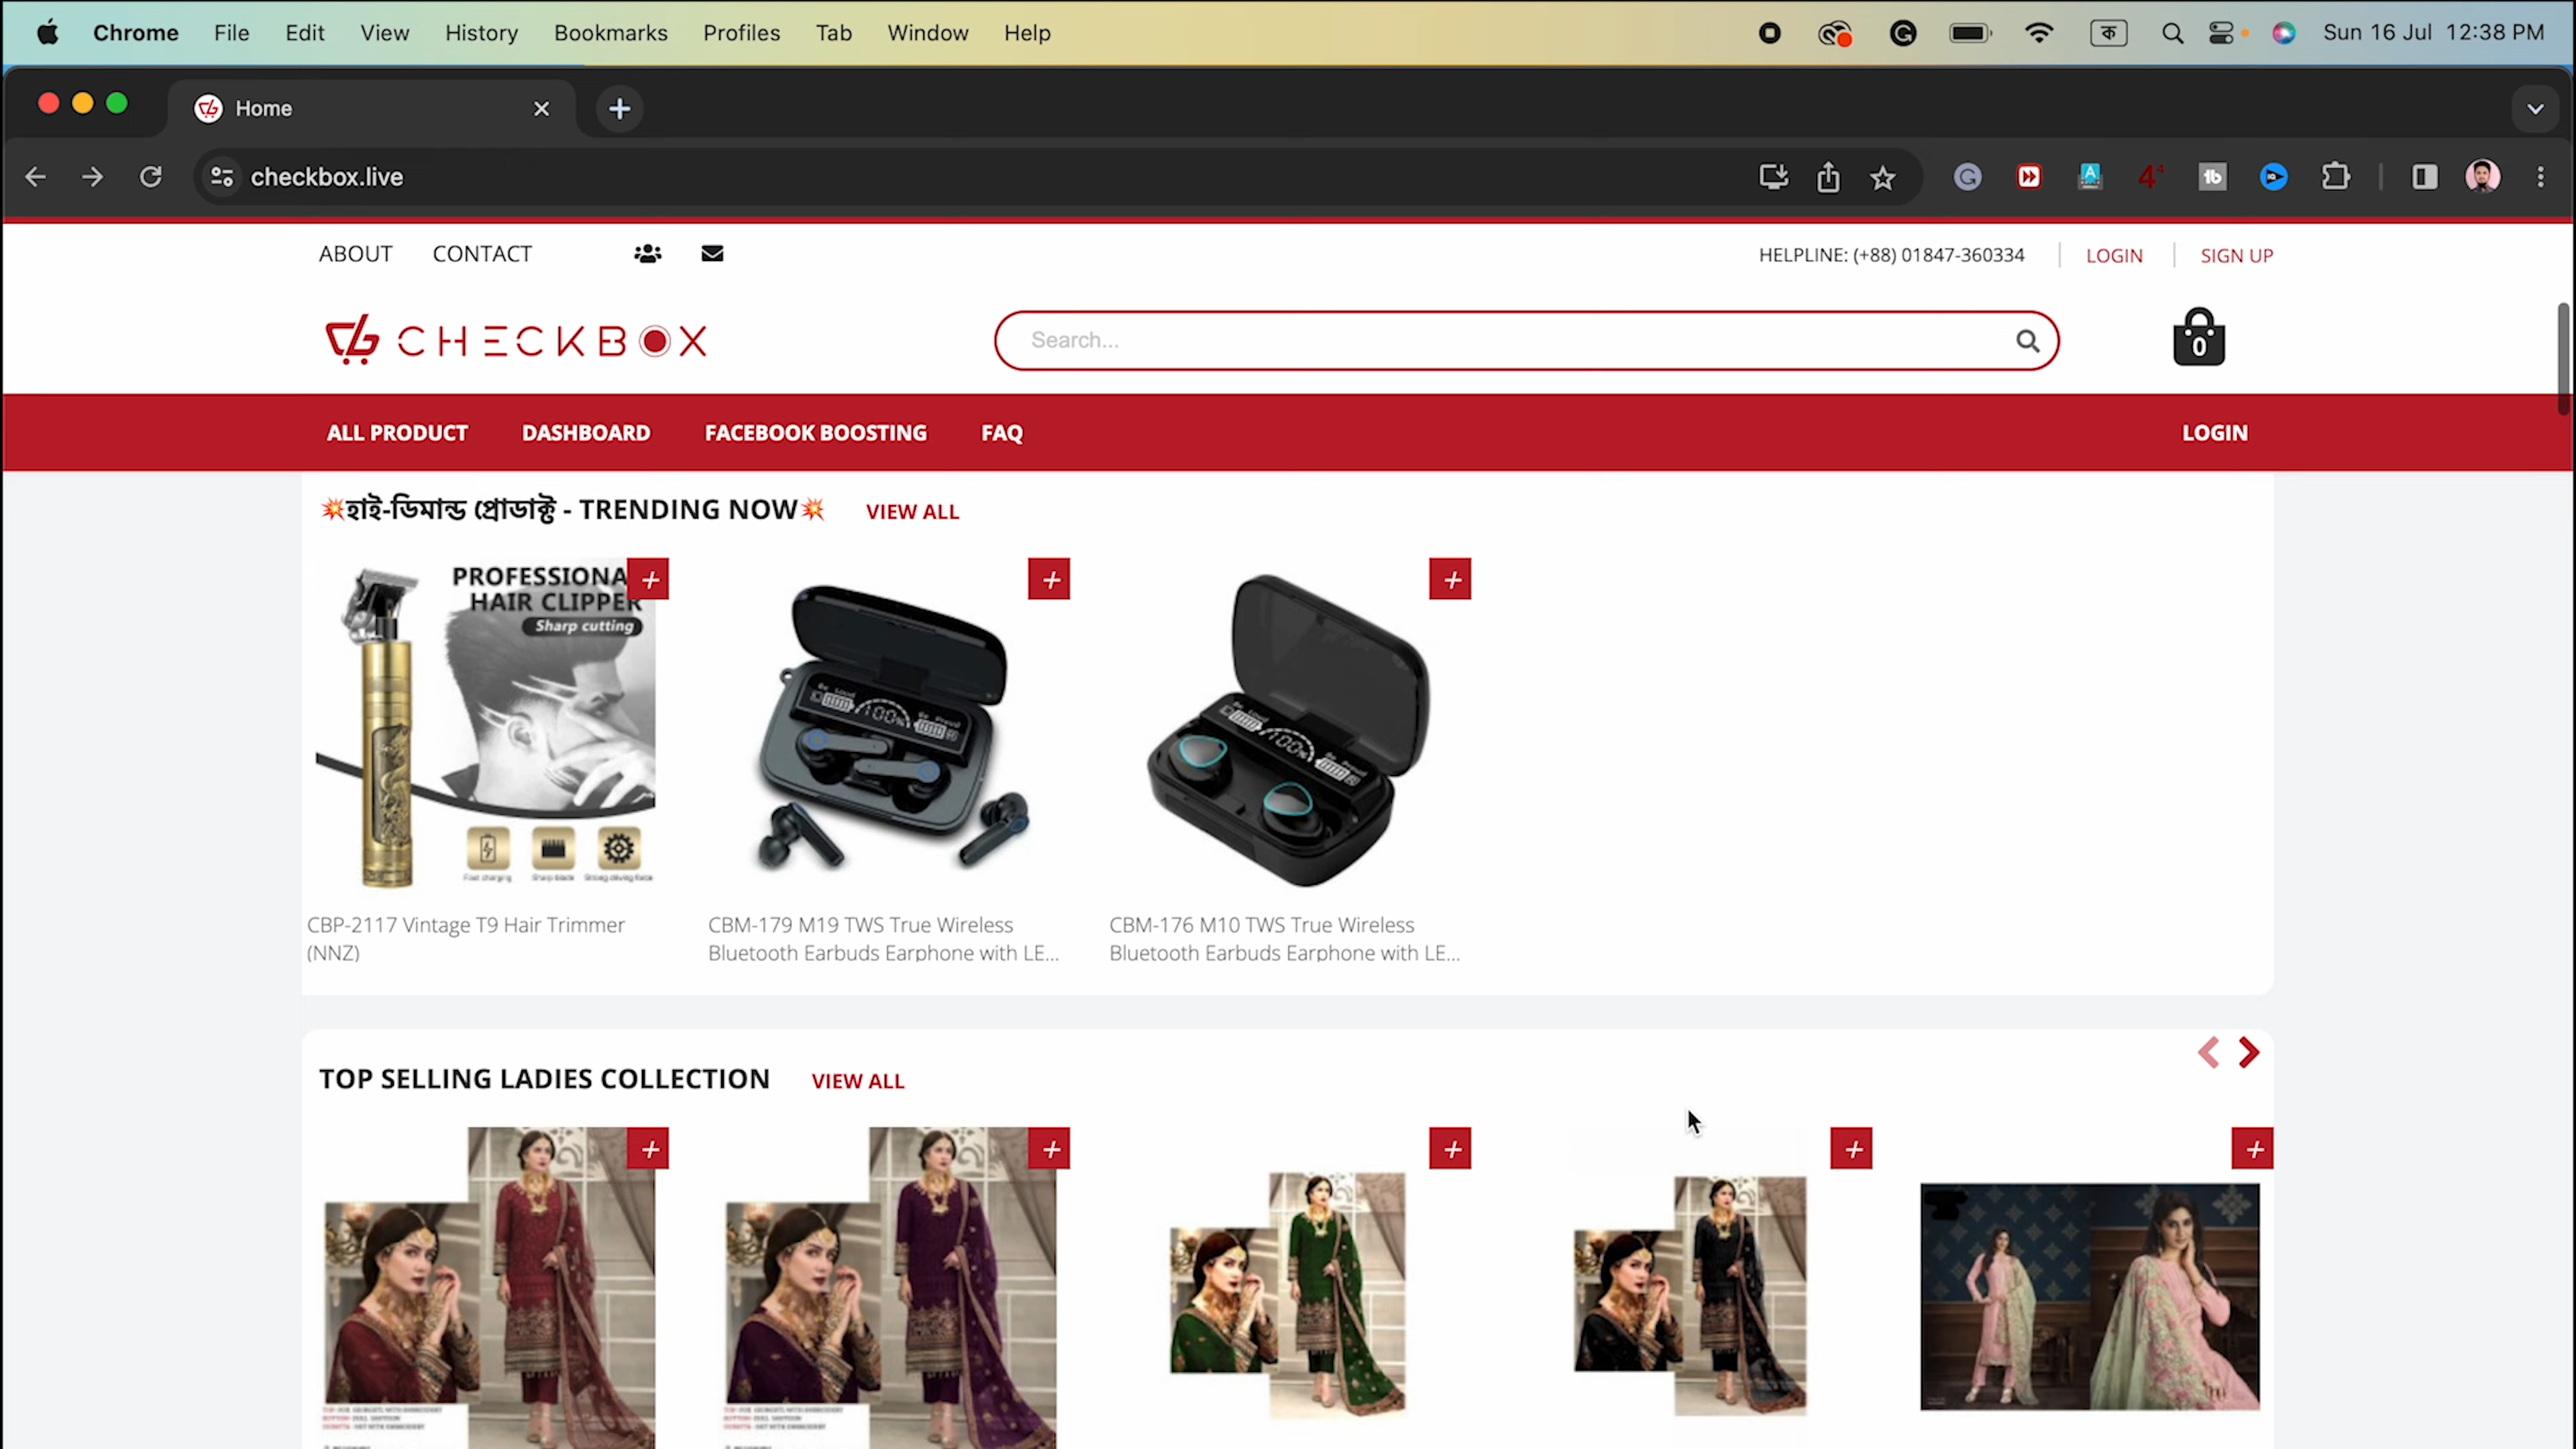 Chrome File Edit View History Bookmarks Profiles Tab Window Help Sun 16 Jul 12:38 PM
Home
checkbox.live
ABOUT CONTACT HELPLINE: (+88) 01847-360334 LOGIN SIGN UP
CHECKBOX Search... 0
ALL PRODUCT DASHBOARD FACEBOOK BOOSTING FAQ LOGIN
💥হাই-ডিমান্ড প্রোডাক্ট - TRENDING NOW💥 VIEW ALL
PROFESSIONA
HAIR CLIPPER
Sharp cutting
Fast charging Sharp blade Strong driving force
CBP-2117 Vintage T9 Hair Trimmer
(NNZ)
CBM-179 M19 TWS True Wireless
Bluetooth Earbuds Earphone with LE...
CBM-176 M10 TWS True Wireless
Bluetooth Earbuds Earphone with LE...
TOP SELLING LADIES COLLECTION VIEW ALL